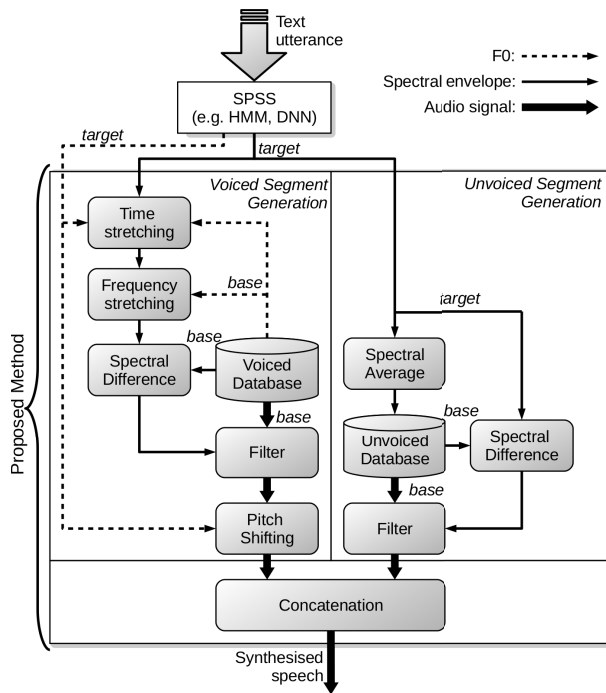 Text
utterance
F0:
Spectral envelope:
Audio signal:
SPSS
(e.g. HMM, DNN)
target
target
Voiced Segment
Generation
Unvoiced Segment
Generation
Time
stretching
Frequency
stretching
base
target
base
Spectral
Difference
Voiced
Database
Spectral
Average
base
base
Filter
Unvoiced
Database
Spectral
Difference
base
Pitch
Shifting
Filter
Concatenation
Proposed Method
Synthesised
speech